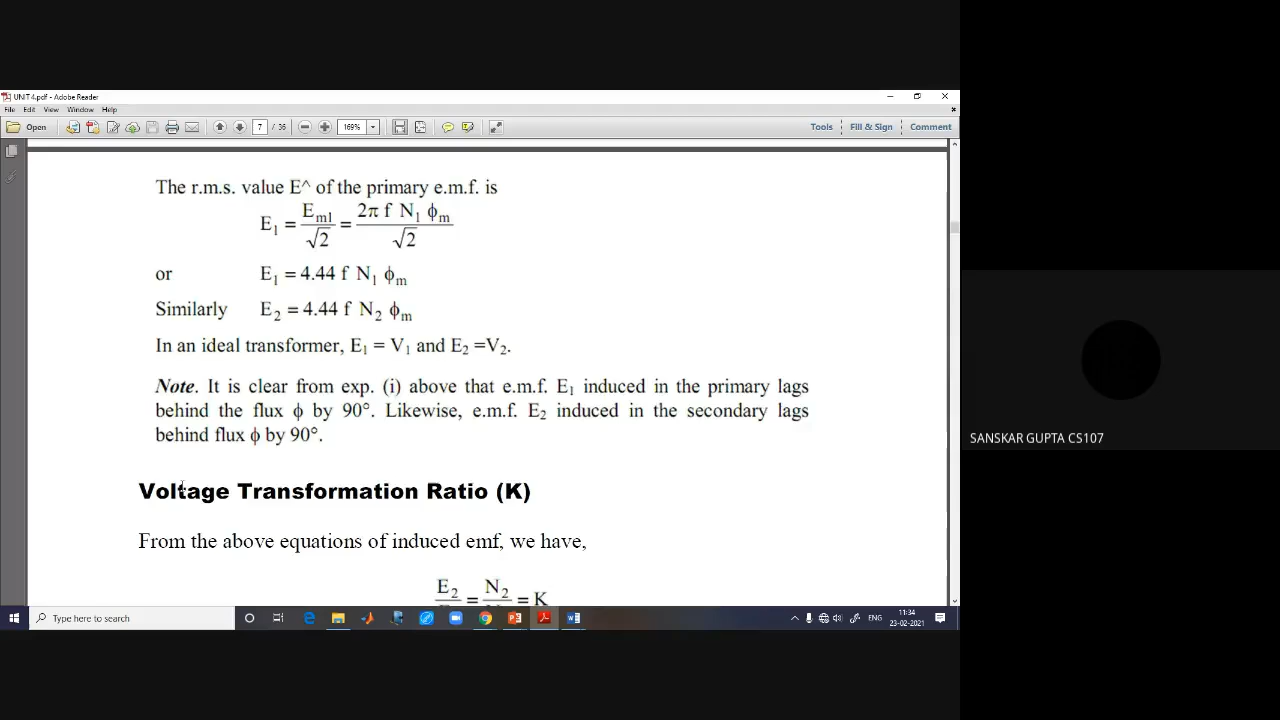 UNIT 4.pdf - Adobe Reader
File Edit View Window Help
Open 7 / 36 169% Tools Fill & Sign Comment
The r.m.s. value E^ of the primary e.m.f. is
E₁ = Em1/√2 = 2π f N₁ ϕm/√2
or E₁ = 4.44 f N₁ ϕm
Similarly E₂ = 4.44 f N₂ ϕm
In an ideal transformer, E₁ = V₁ and E₂ =V₂.
Note. It is clear from exp. (i) above that e.m.f. E₁ induced in the primary lags
behind the flux ϕ by 90°. Likewise, e.m.f. E₂ induced in the secondary lags
behind flux ϕ by 90°.
Voltage Transformation Ratio (K)
From the above equations of induced emf, we have,
E₂ = N₂ = K
SANSKAR GUPTA CS107
Type here to search
ENG
11:34
23-02-2021